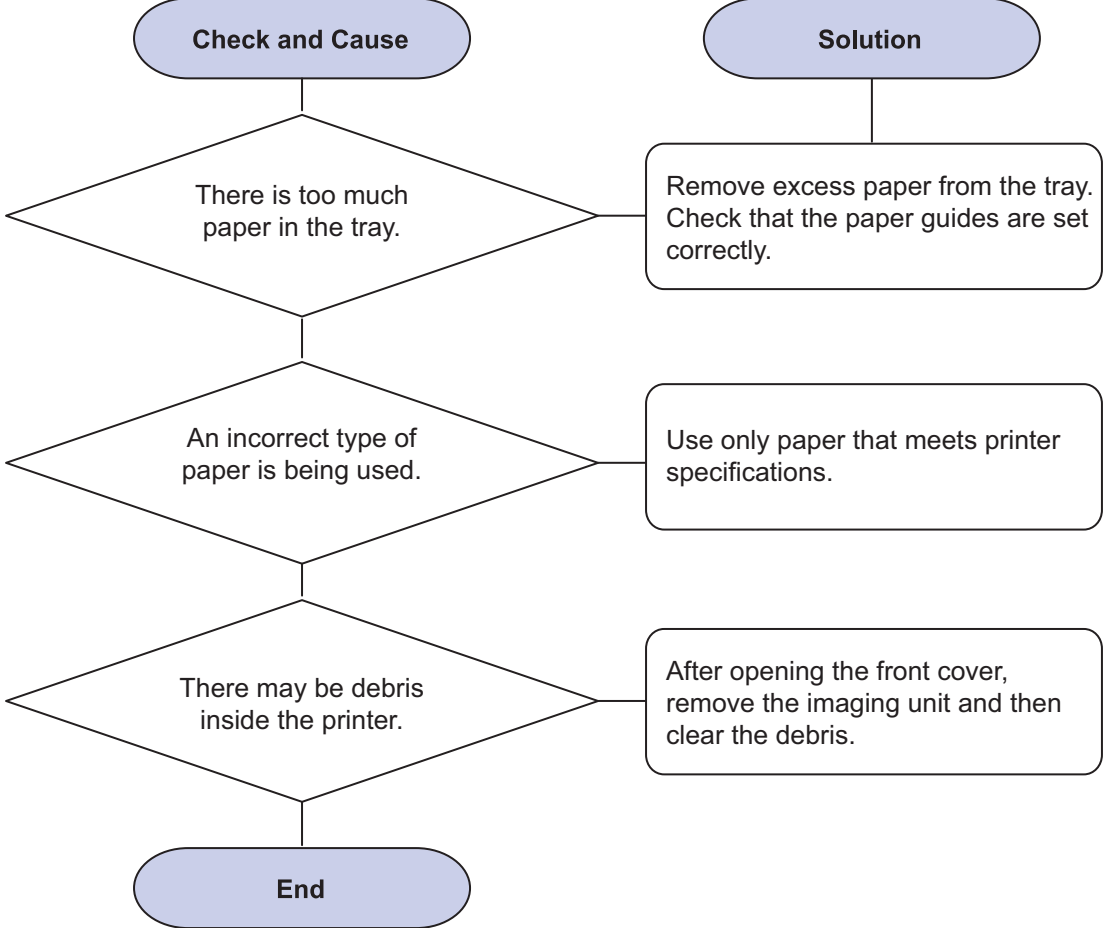 Check and Cause
Solution
There is too much
paper in the tray.
Remove excess paper from the tray.
Check that the paper guides are set
correctly.
An incorrect type of
paper is being used.
Use only paper that meets printer
specifications.
There may be debris
inside the printer.
After opening the front cover,
remove the imaging unit and then
clear the debris.
End